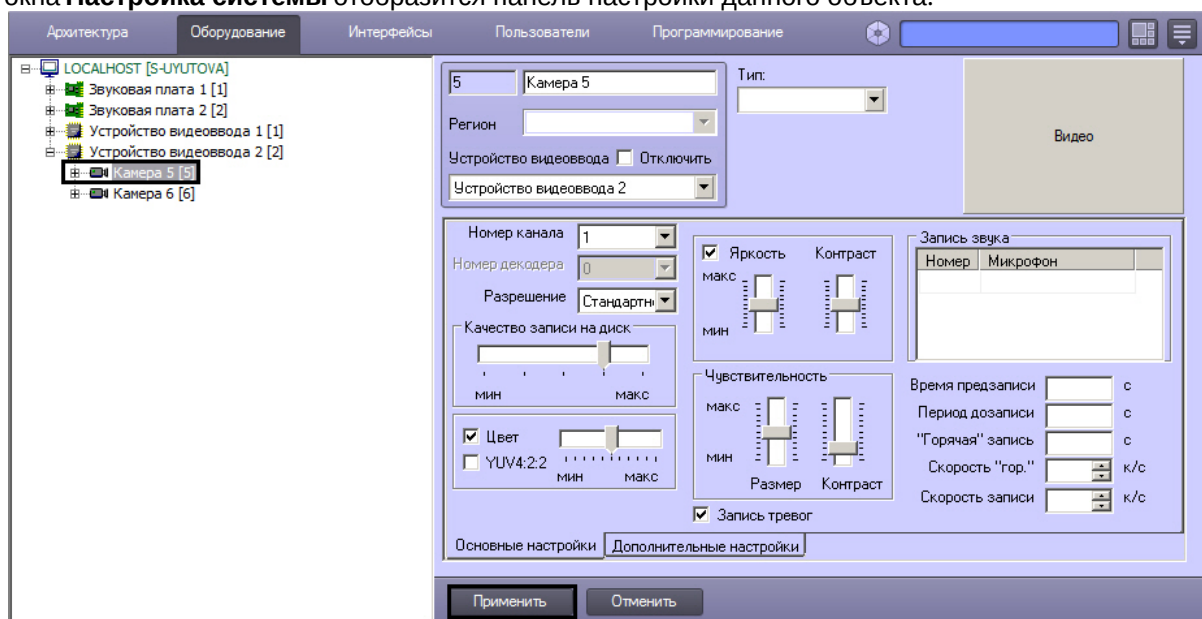 окна Настройка системы отобразится панель настройки данного объекта.
Архитектура Оборудование Интерфейсы Пользователи Программирование
LOCALHOST [S-UYUTOVA]
Звуковая плата 1 [1]
Звуковая плата 2 [2]
Устройство видеоввода 1 [1]
Устройство видеоввода 2 [2]
Камера 5 [5]
Камера 6 [6]
5 Камера 5
Тип:
Регион
Устройство видеоввода Отключить
Устройство видеоввода 2
Видео
Номер канала 1
Номер декодера 0
Разрешение Стандартн
Качество записи на диск
мин макс
Цвет
YUV4:2:2
мин макс
Яркость Контраст
макс
мин
Чувствительность
макс
мин
Размер Контраст
Запись тревог
Запись звука
Номер Микрофон
Время предзаписи с
Период дозаписи с
"Горячая" запись с
Скорость "гор." к/с
Скорость записи к/с
Основные настройки Дополнительные настройки
Применить Отменить